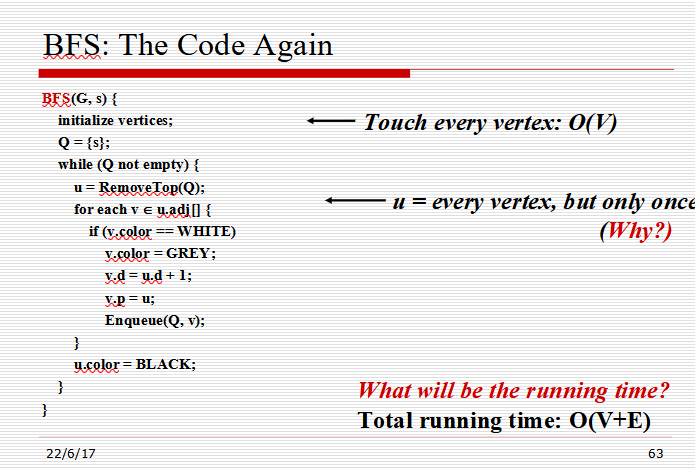 BFS: The Code Again
BFS(G, s) {
initialize vertices;
Touch every vertex: O(V)
Q = {s};
while (Q not empty) {
u = RemoveTop(Q);
u = every vertex, but only once
for each v ∈ u.adj[] {
(Why?)
if (v.color == WHITE)
v.color = GREY;
v.d = u.d + 1;
v.p = u;
Enqueue(Q, v);
}
u.color = BLACK;
}
What will be the running time?
}
Total running time: O(V+E)
22/6/17
63